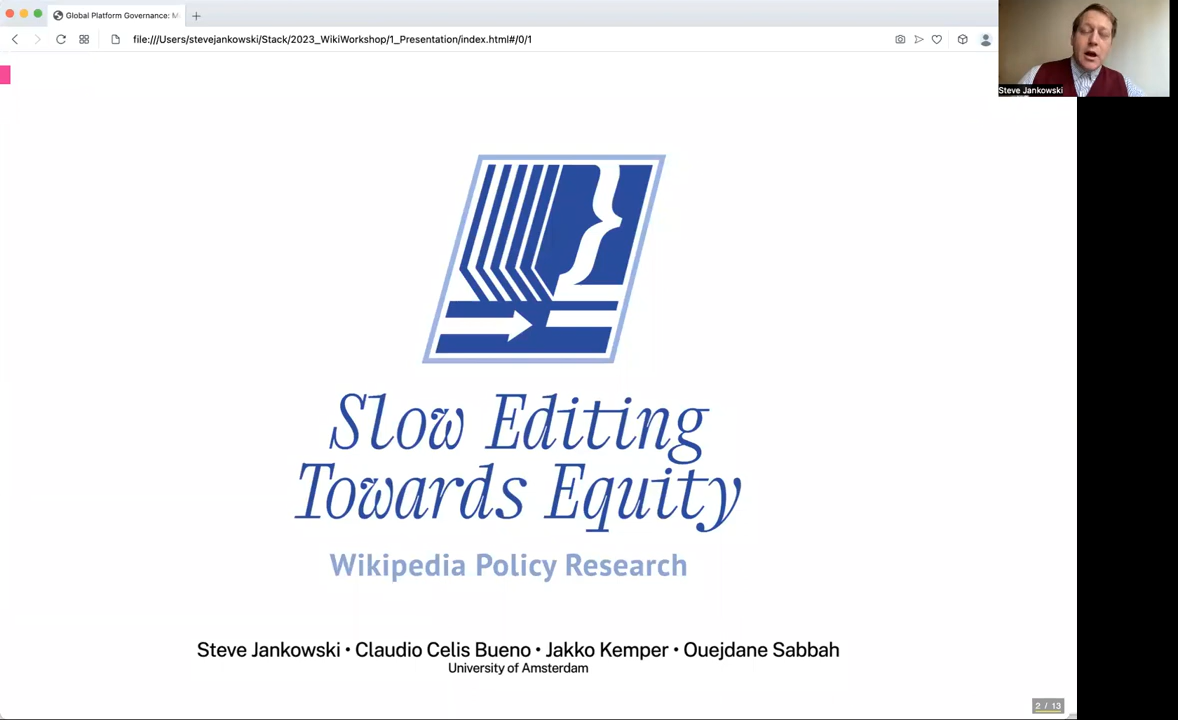 Global Platform Governance: M
file:///Users/stevejankowski/Stack/2023_WikiWorkshop/1_Presentation/index.html#/0/1
Steve Jankowski
Slow Editing
Towards Equity
Wikipedia Policy Research
Steve Jankowski • Claudio Celis Bueno • Jakko Kemper • Ouejdane Sabbah
University of Amsterdam
2 / 13